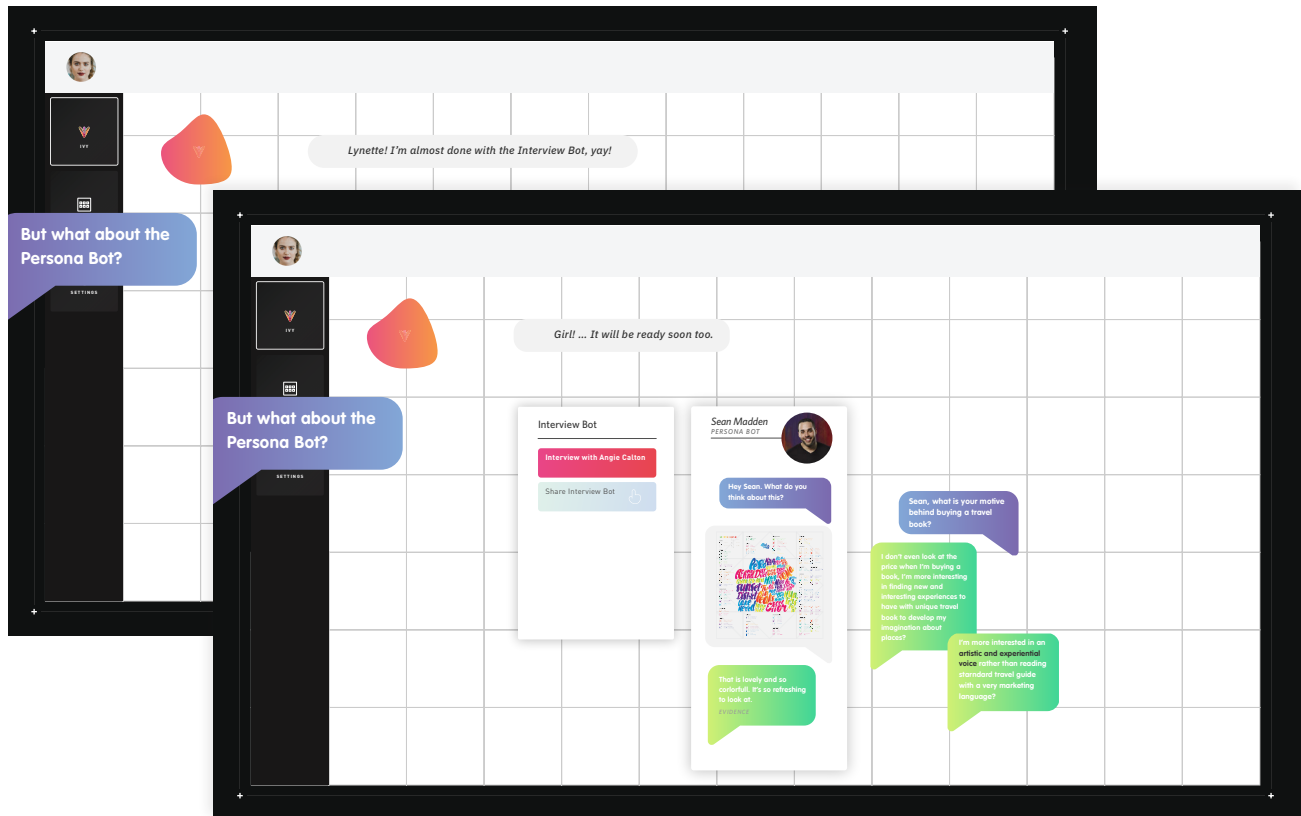 IVY
Lynette! I'm almost done with the Interview Bot, yay!
But what about the
Persona Bot?
SETTINGS
IVY
Girl! ... It will be ready soon too.
But what about the
Persona Bot?
SETTINGS
Interview Bot
Interview with Angie Calton
Share Interview Bot
Sean Madden
PERSONA BOT
Hey Sean. What do you
think about this?
That is lovely and so
colorfull. It's so refreshing
to look at.
EVIDENCE
Sean, what is your motive
behind buying a travel
book?
I don't even look at the
price when I'm buying a
book, I'm more interesting
in finding new and
interesting experiences to
have with unique travel
book to develop my
imagination about
places?
I'm more interested in an
artistic and experiential
voice rather than reading
starndard travel guide
with a very marketing
language?